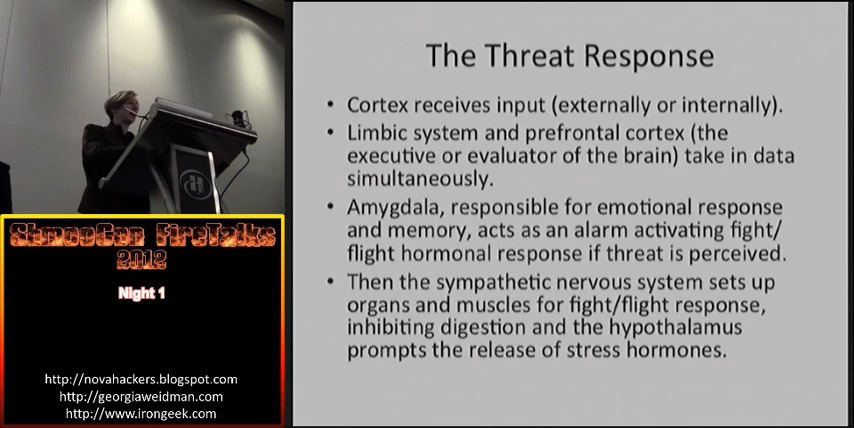 The Threat Response
• Cortex receives input (externally or internally).
• Limbic system and prefrontal cortex (the
executive or evaluator of the brain) take in data
simultaneously.
• Amygdala, responsible for emotional response
and memory, acts as an alarm activating fight/
flight hormonal response if threat is perceived.
• Then the sympathetic nervous system sets up
organs and muscles for fight/flight response,
inhibiting digestion and the hypothalamus
prompts the release of stress hormones.
ShmooCon FireTalks
2012
Night 1
http://novahackers.blogspot.com
http://georgiaweidman.com
http://www.irongeek.com